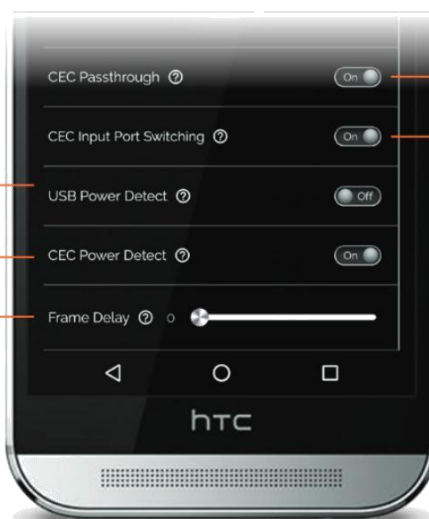 CEC Passthrough ? On
CEC Input Port Switching ? On
USB Power Detect ? Off
CEC Power Detect ? On
Frame Delay ? 0
hTC